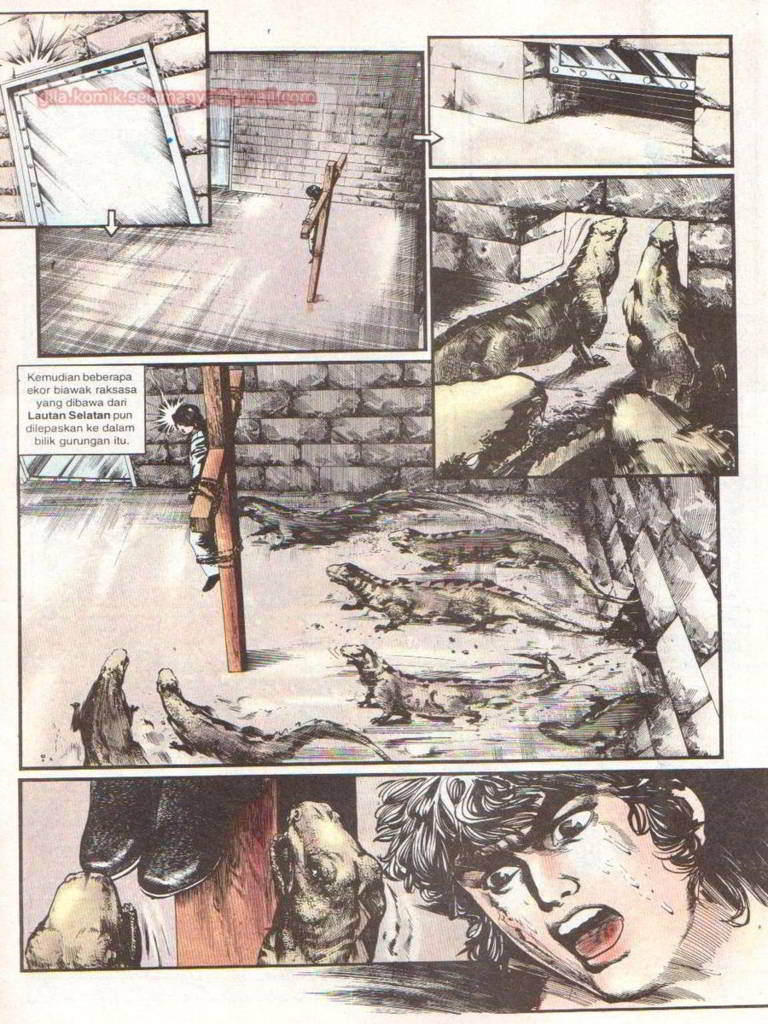 gila.komik.selamanya@gmail.com
Kemudian beberapa
ekor biawak raksasa
yang dibawa dari
Lautan Selatan pun
dilepaskan ke dalam
bilik gurungan itu.